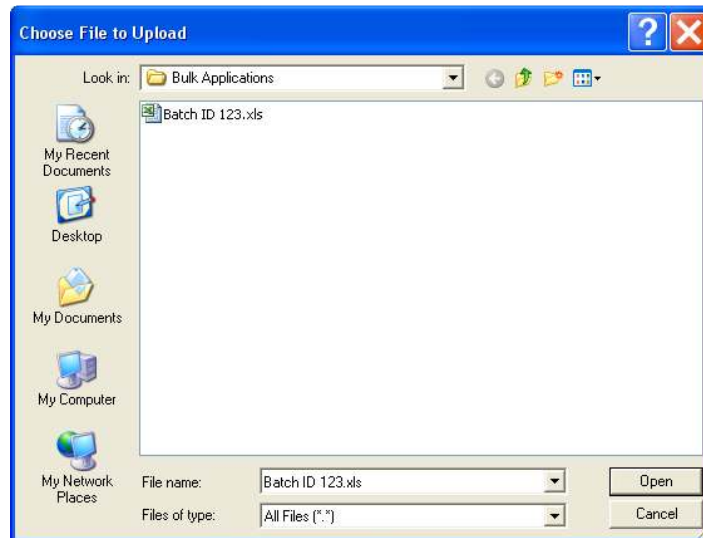 Choose File to Upload
Look in: Bulk Applications
Batch ID 123.xls
My Recent
Documents
Desktop
My Documents
My Computer
My Network
Places
File name: Batch ID 123.xls Open
Files of type: All Files (*.*) Cancel